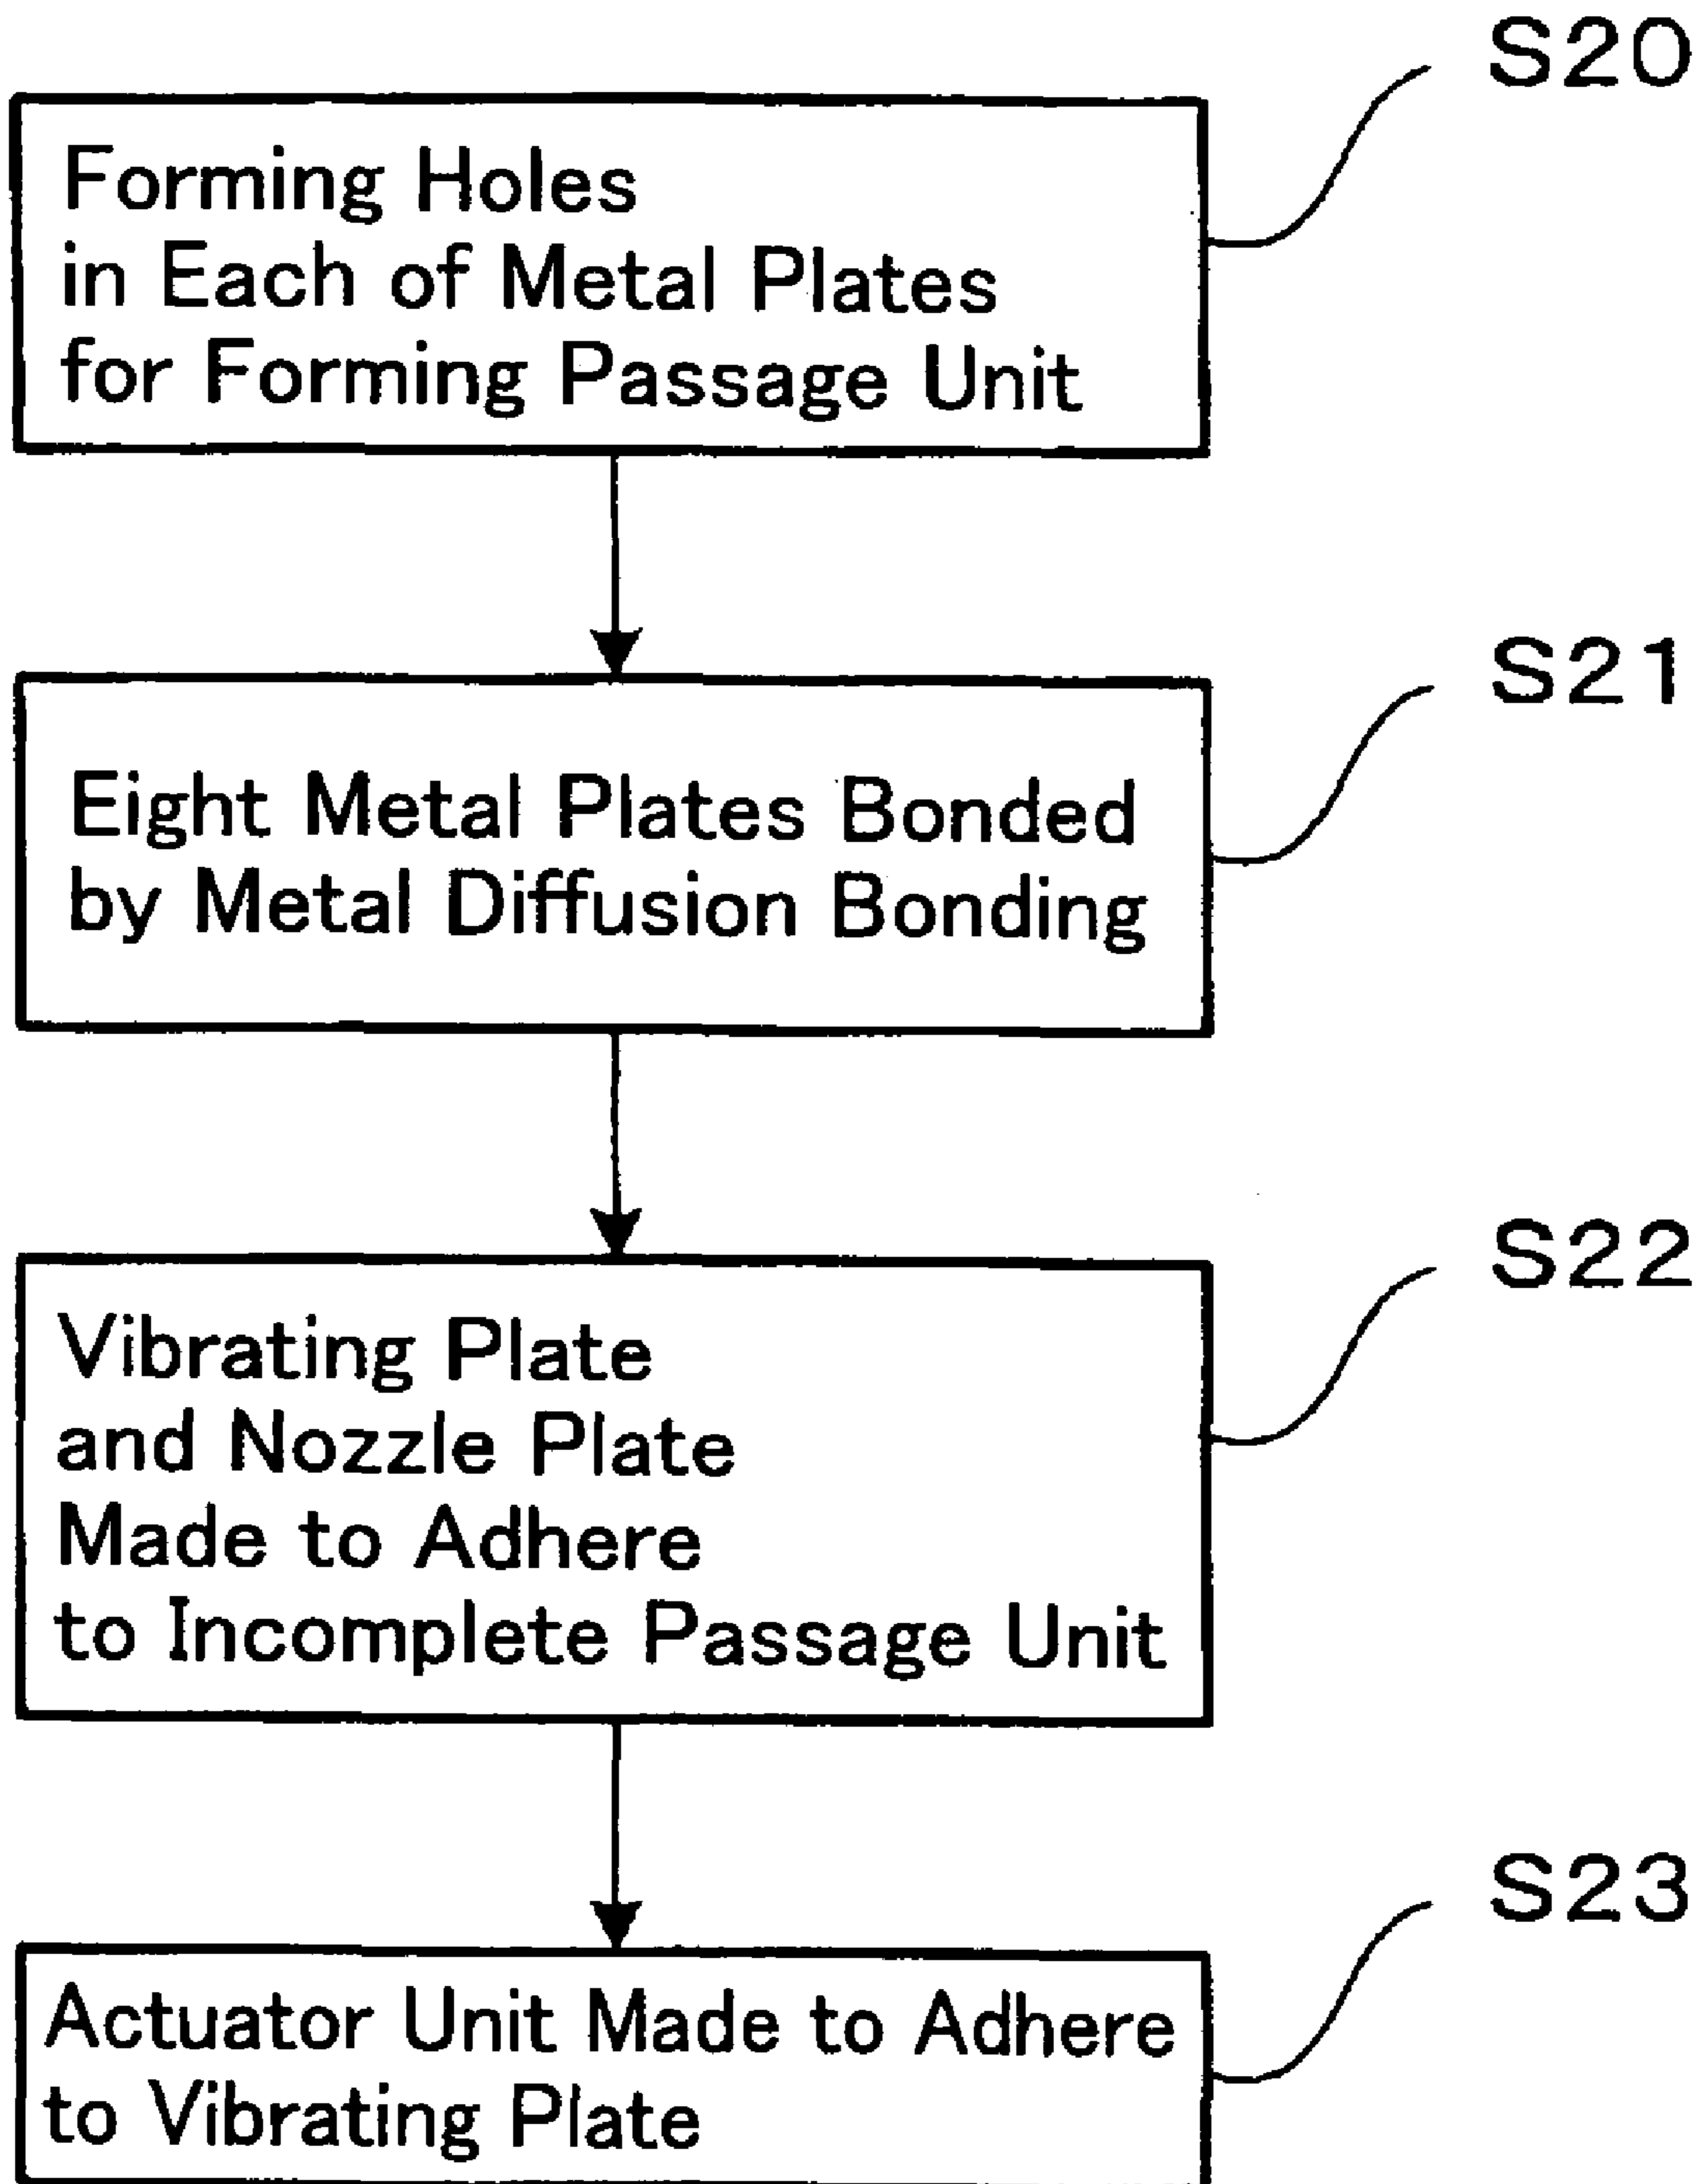 S20
Forming Holes
in Each of Metal Plates
for Forming Passage Unit
S21
Eight Metal Plates Bonded
by Metal Diffusion Bonding
S22
Vibrating Plate
and Nozzle Plate
Made to Adhere
to Incomplete Passage Unit
S23
Actuator Unit Made to Adhere
to Vibrating Plate